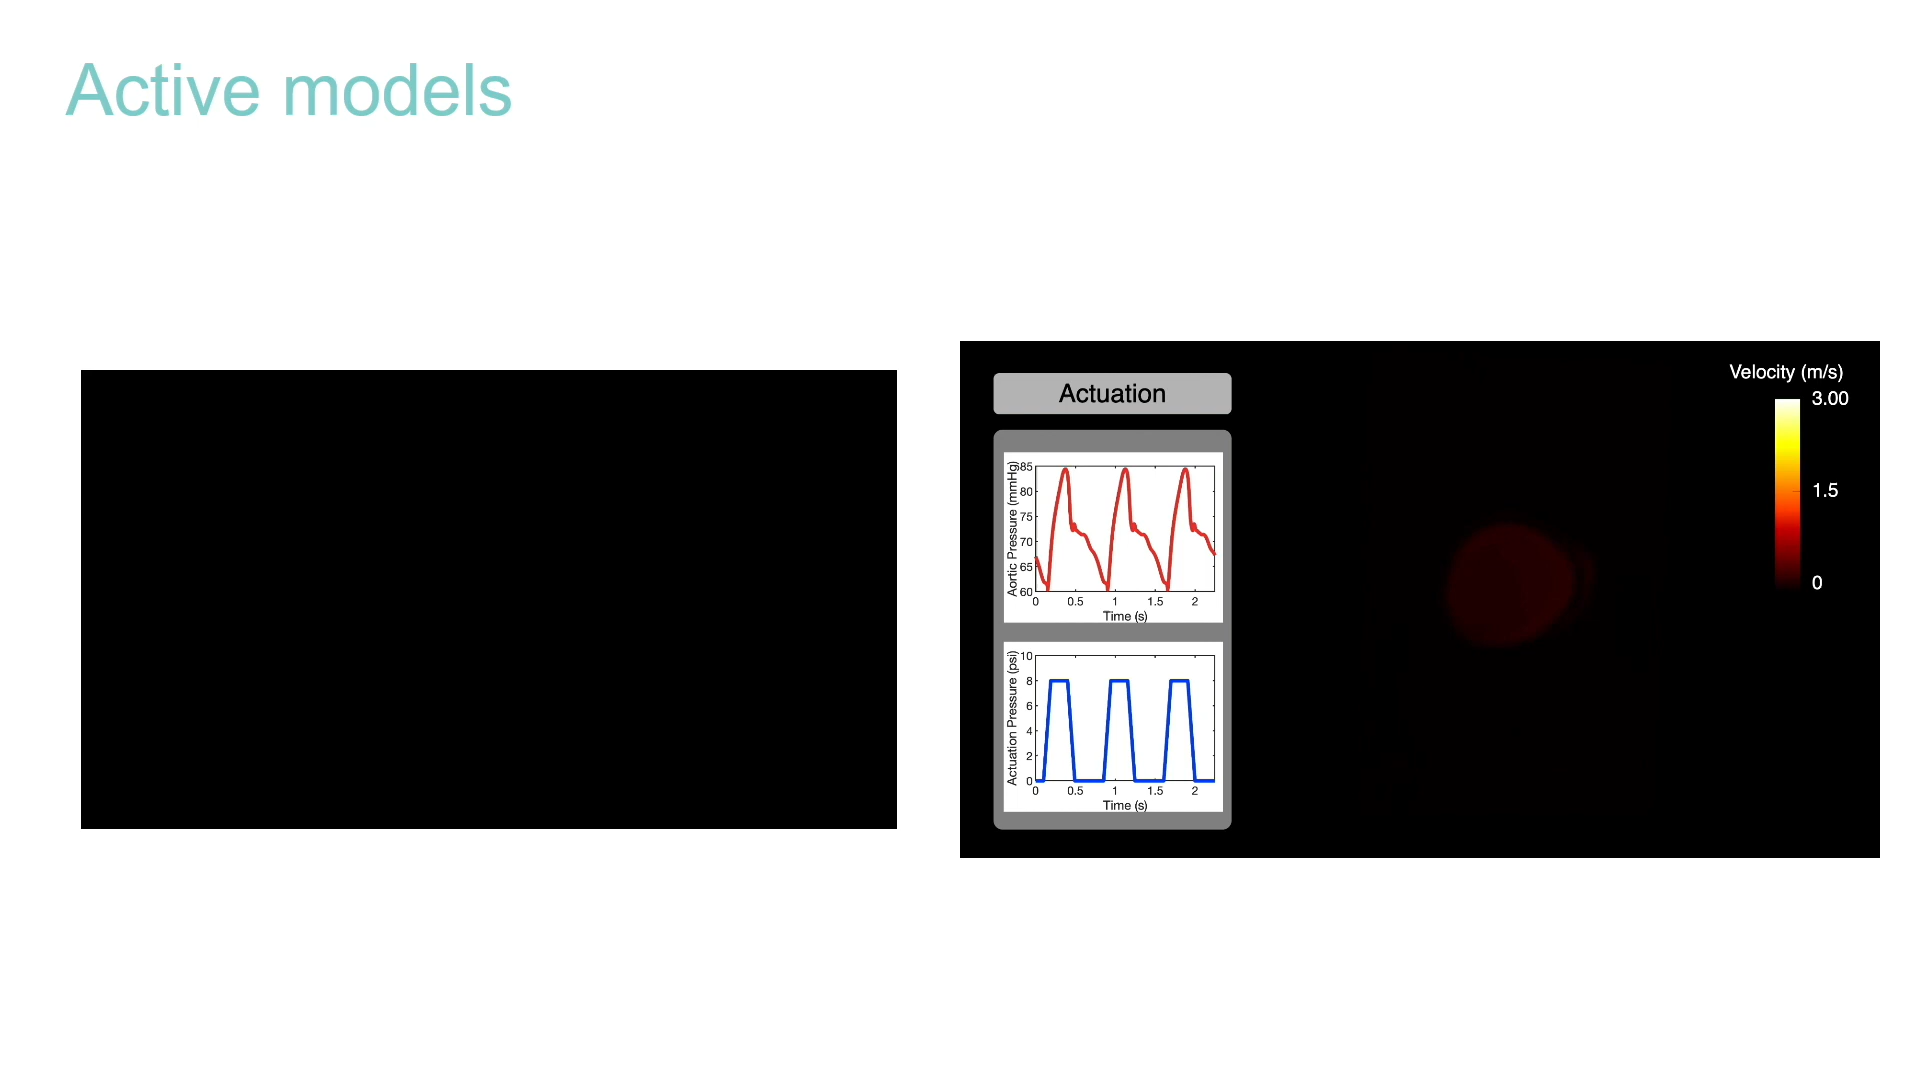 Active models
Actuation
Aortic Pressure (mmHg)
85
80
75
70
65
60
0 0.5 1 1.5 2
Time (s)
Actuation Pressure (psi)
10
8
6
4
2
0
0 0.5 1 1.5 2
Time (s)
Velocity (m/s)
3.00
1.5
0